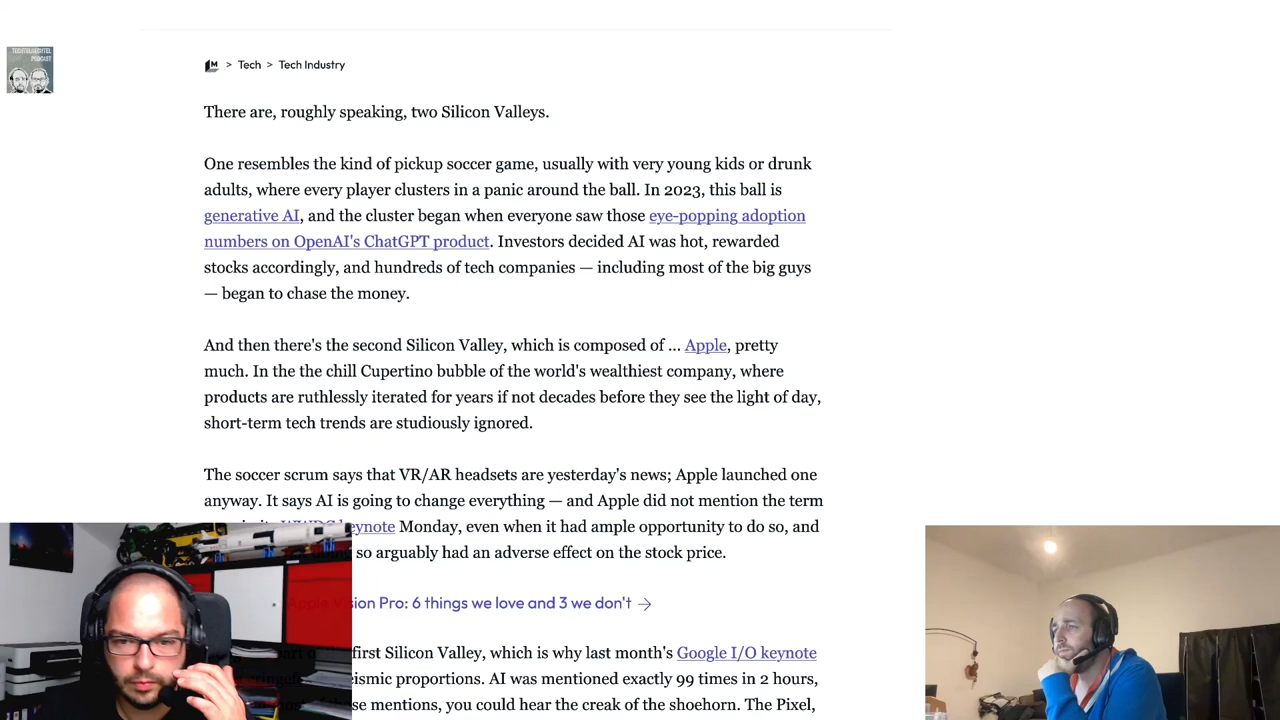 TECHTELMECHTEL
PODCAST
M > Tech > Tech Industry
There are, roughly speaking, two Silicon Valleys.
One resembles the kind of pickup soccer game, usually with very young kids or drunk
adults, where every player clusters in a panic around the ball. In 2023, this ball is
generative AI, and the cluster began when everyone saw those eye-popping adoption
numbers on OpenAI's ChatGPT product. Investors decided AI was hot, rewarded
stocks accordingly, and hundreds of tech companies — including most of the big guys
— began to chase the money.
And then there's the second Silicon Valley, which is composed of ... Apple, pretty
much. In the the chill Cupertino bubble of the world's wealthiest company, where
products are ruthlessly iterated for years if not decades before they see the light of day,
short-term tech trends are studiously ignored.
The soccer scrum says that VR/AR headsets are yesterday's news; Apple launched one
anyway. It says AI is going to change everything — and Apple did not mention the term
keynote Monday, even when it had ample opportunity to do so, and
so arguably had an adverse effect on the stock price.
Apple Vision Pro: 6 things we love and 3 we don't →
first Silicon Valley, which is why last month's Google I/O keynote
seismic proportions. AI was mentioned exactly 99 times in 2 hours,
those mentions, you could hear the creak of the shoehorn. The Pixel,